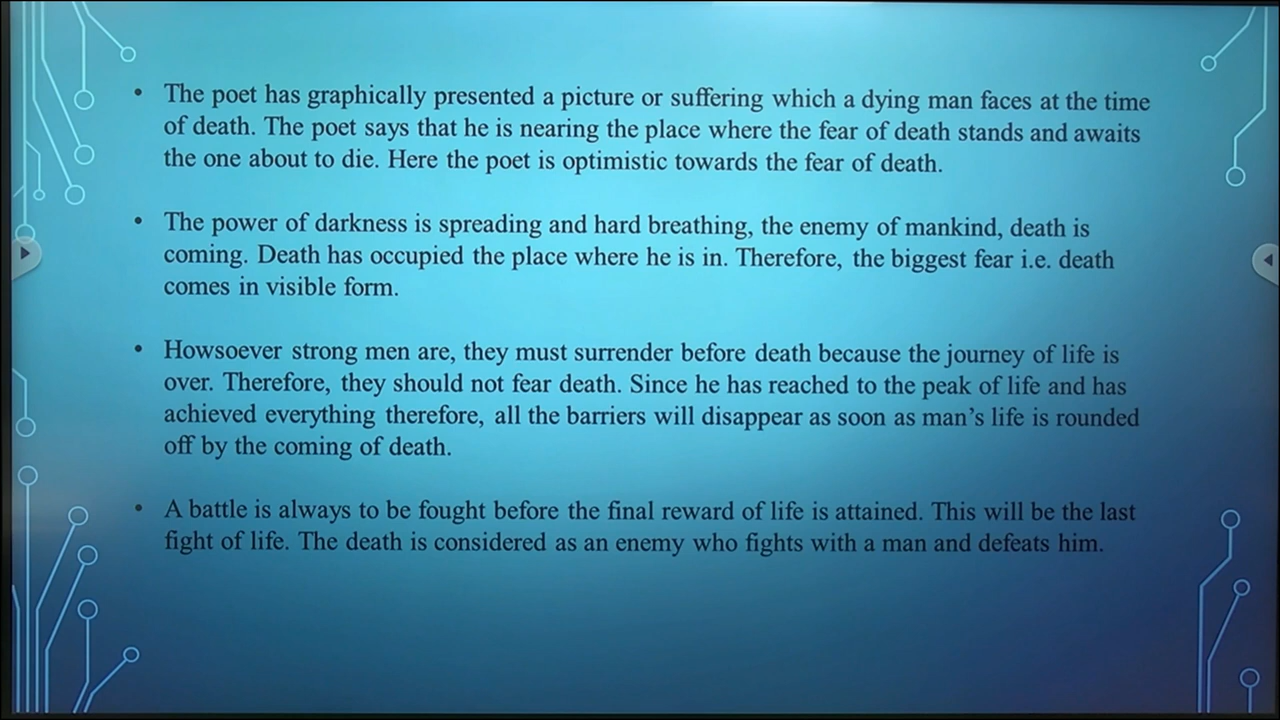 • The poet has graphically presented a picture or suffering which a dying man faces at the time
of death. The poet says that he is nearing the place where the fear of death stands and awaits
the one about to die. Here the poet is optimistic towards the fear of death.
• The power of darkness is spreading and hard breathing, the enemy of mankind, death is
coming. Death has occupied the place where he is in. Therefore, the biggest fear i.e. death
comes in visible form.
• Howsoever strong men are, they must surrender before death because the journey of life is
over. Therefore, they should not fear death. Since he has reached to the peak of life and has
achieved everything therefore, all the barriers will disappear as soon as man’s life is rounded
off by the coming of death.
• A battle is always to be fought before the final reward of life is attained. This will be the last
fight of life. The death is considered as an enemy who fights with a man and defeats him.